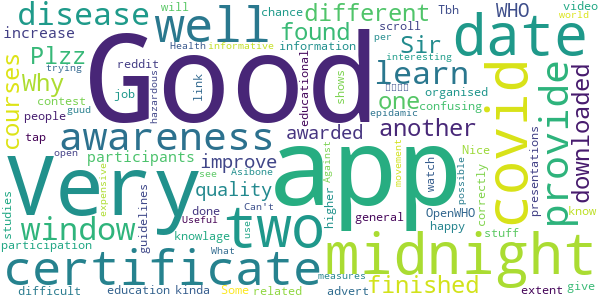 disease
well
different
WHO
Tbh
video
will
chance
world
increase
reddit
Health
informative
found
information
scroll
per
date
Plzz
trying
Good
Sir
interesting
Why
job
hazardous
link
educational
shows
learn
contest
guud
epidamic
one
organised
people
confusing.
courses
tap
awareness
awarded
another
covid
provide
downloaded
participants
improve
open
see
Asibone
Very
app
quality
Against
movement
watch
Nice
possible
correctly
presentations
studies
expensive
guidelines
done
Can't
higher
OpenWHO
know
Useful
use
general
happy
stuff
window
two
midnight
participation
knowlage
What
certificate
finished
measures
give
difficult
education
kinda
Some
related
advert
extent